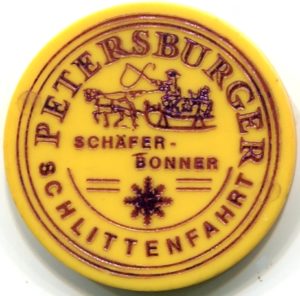 PETERSBURGER
SCHÄFER-
BONNER
SCHLITTENFAHRT